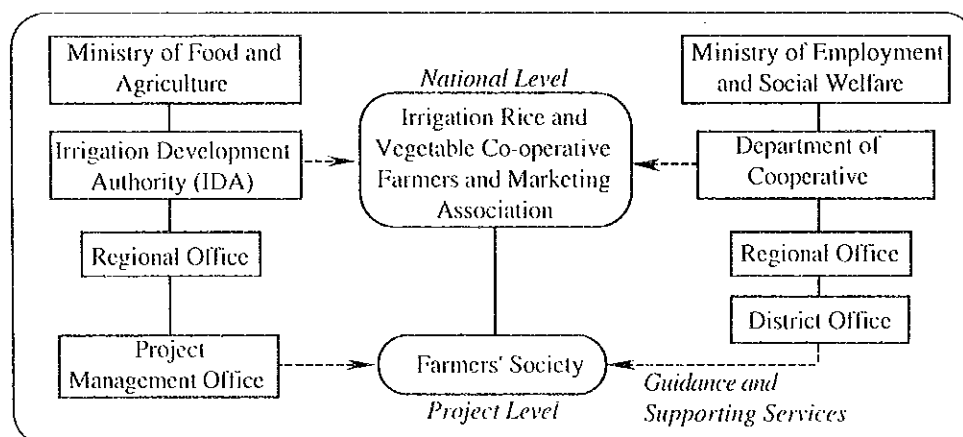 Ministry of Food and
Agriculture
Irrigation Development
Authority (IDA)
Regional Office
Project
Management Office
National Level
Irrigation Rice and
Vegetable Co-operative
Farmers and Marketing
Association
Farmers' Society
Project Level
Ministry of Employment
and Social Welfare
Department of
Cooperative
Regional Office
District Office
Guidance and
Supporting Services